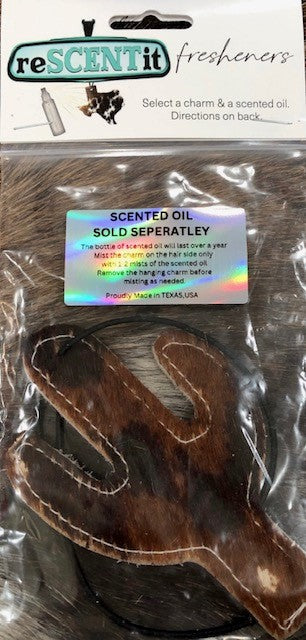 reSCENTit fresheners
Select a charm & a scented oil.
Directions on back.
SCENTED OIL
SOLD SEPERATLEY
The bottle of scented oil will last over a year
Mist the charm on the hair side only
with 1-2 mists of the scented oil.
Remove the hanging charm before
misting as needed.
Proudly Made in TEXAS,USA